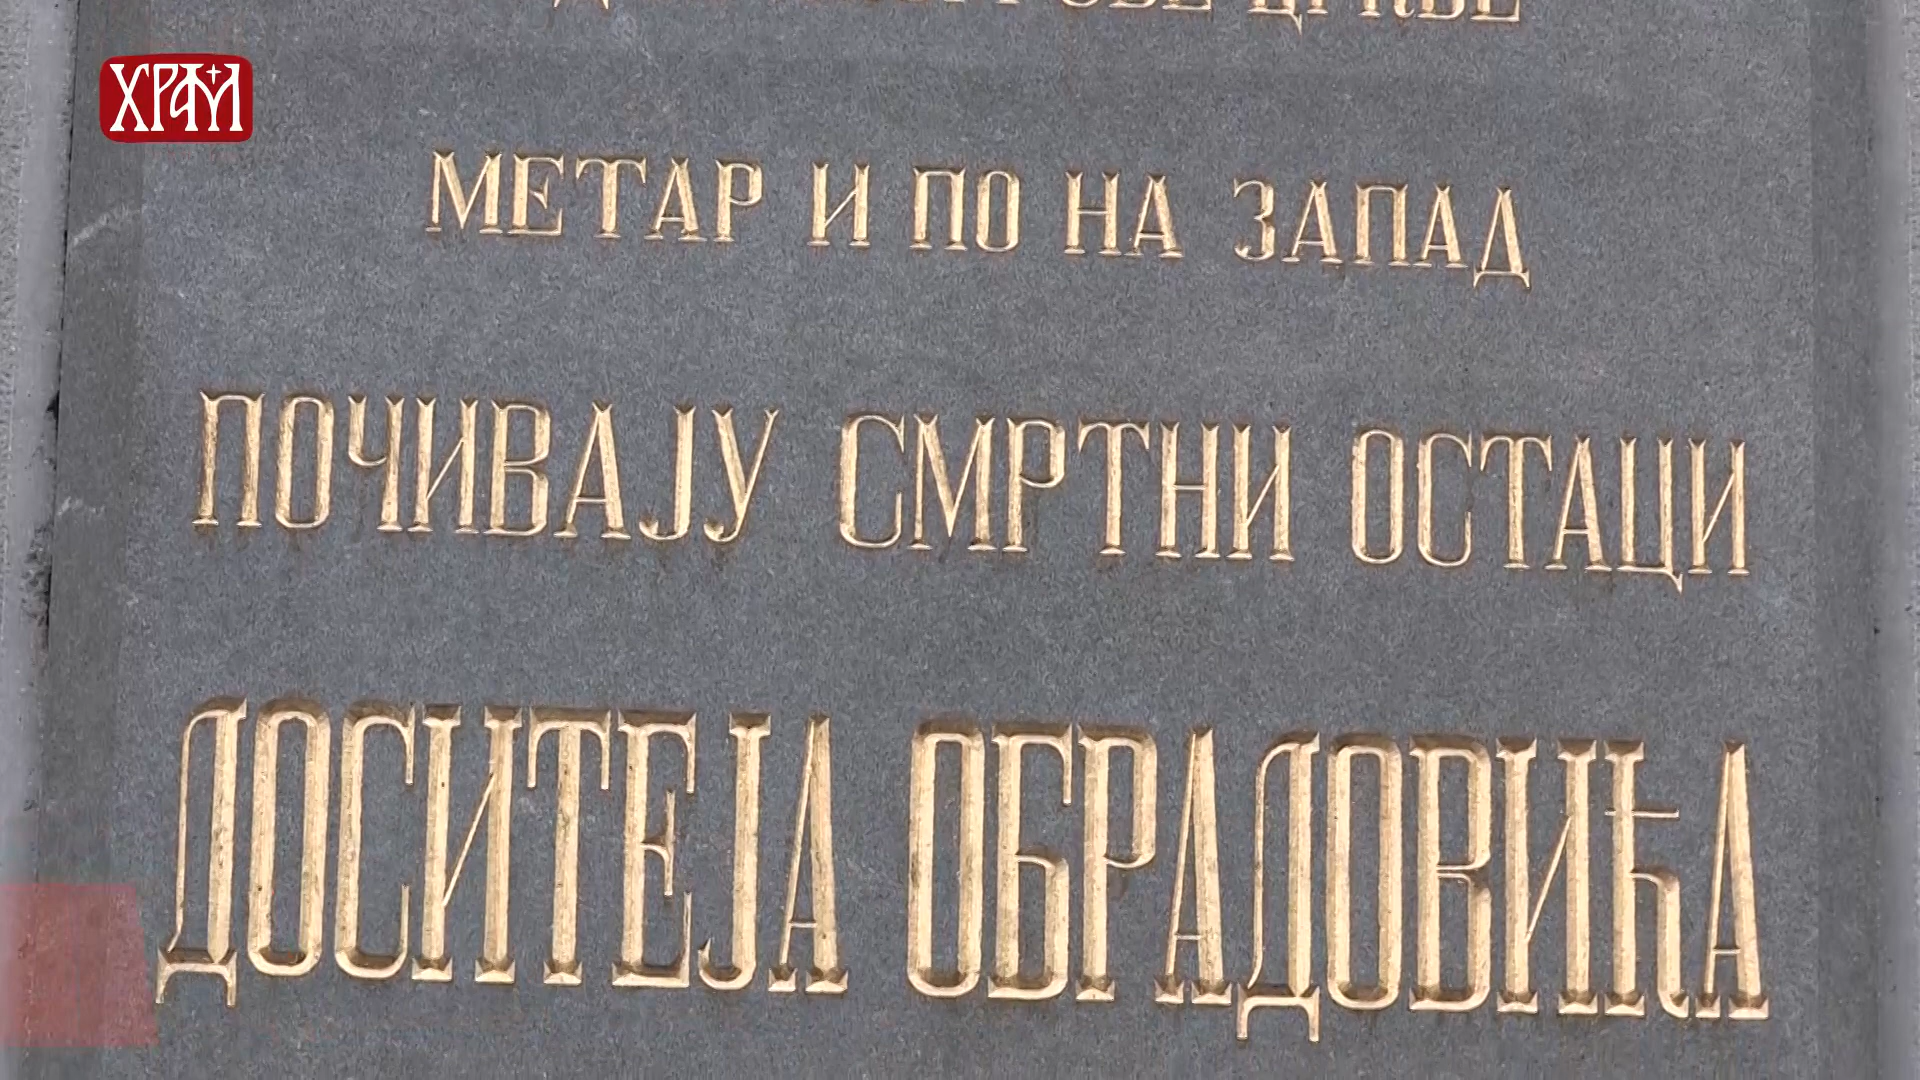 ХРАМ
МЕТАР И ПО НА ЗАПАД
ПОЧИВАЈУ СМРТНИ ОСТАЦИ
ДОСИТЕЈА ОБРАДОВИЋА